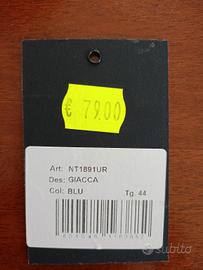 € 79.00
Art: NT1891UR
Des: GIACCA
Col: BLU Tg. 44
subito